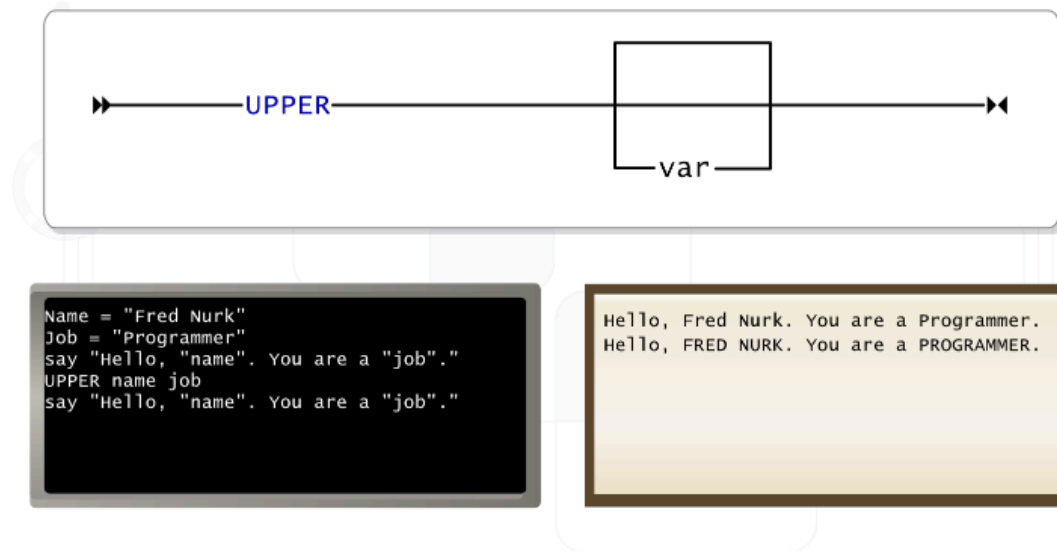 UPPER
var
Name = "Fred Nurk"
Job = "Programmer"
say "Hello, "name". You are a "job"."
UPPER name job
say "Hello, "name". You are a "job"."
Hello, Fred Nurk. You are a Programmer.
Hello, FRED NURK. You are a PROGRAMMER.